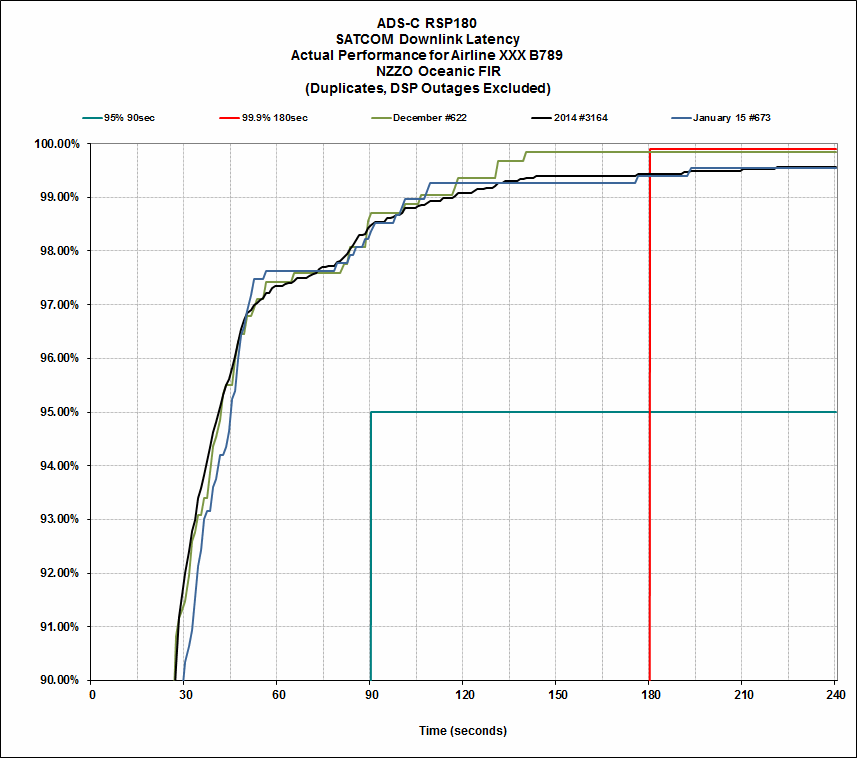 ADS-C RSP180
SATCOM Downlink Latency
Actual Performance for Airline XXX B789
NZZO Oceanic FIR
(Duplicates, DSP Outages Excluded)
95% 90sec 99.9% 180sec December #622 2014 #3164 January 15 #673
100.00%
99.00%
98.00%
97.00%
96.00%
95.00%
94.00%
93.00%
92.00%
91.00%
90.00%
0 30 60 90 120 150 180 210 240
Time (seconds)